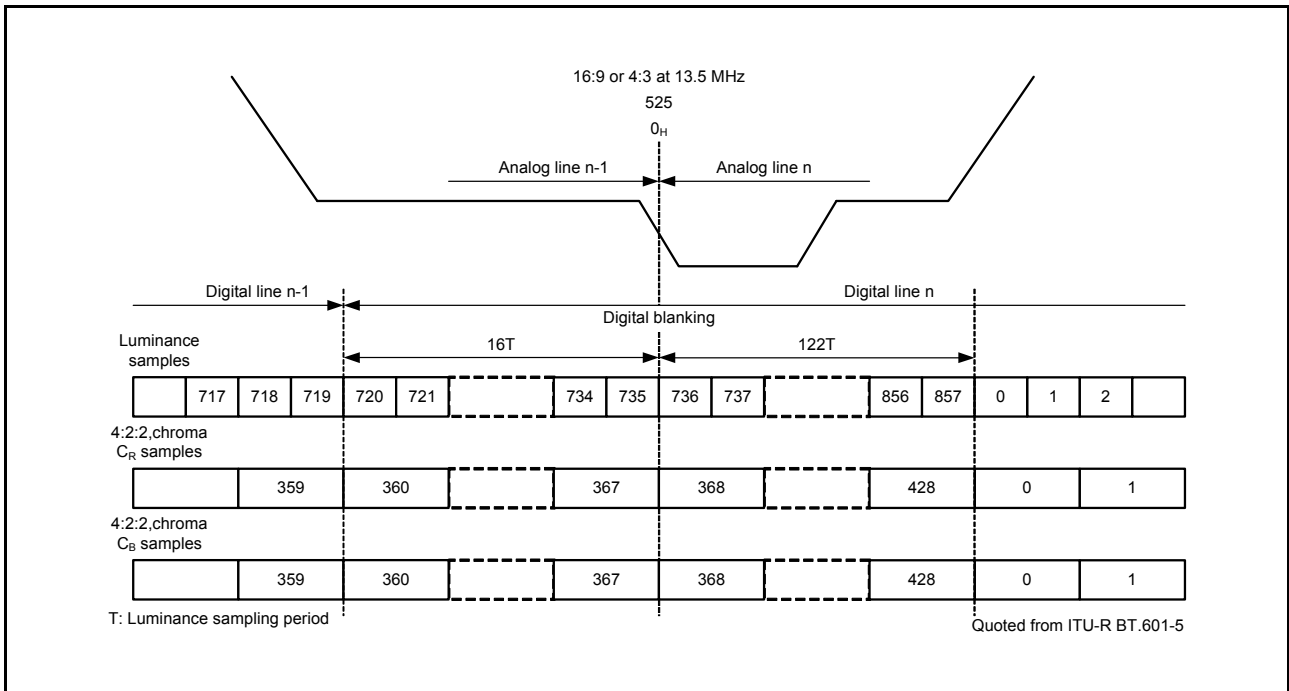 16:9 or 4:3 at 13.5 MHz
525
0H
Analog line n-1 Analog line n
Digital line n-1 Digital line n
Digital blanking
16T 122T
Luminance
samples
717 718 719 720 721 734 735 736 737 856 857 0 1 2
4:2:2,chroma
CR samples
359 360 367 368 428 0 1
4:2:2,chroma
CB samples
359 360 367 368 428 0 1
T: Luminance sampling period
Quoted from ITU-R BT.601-5